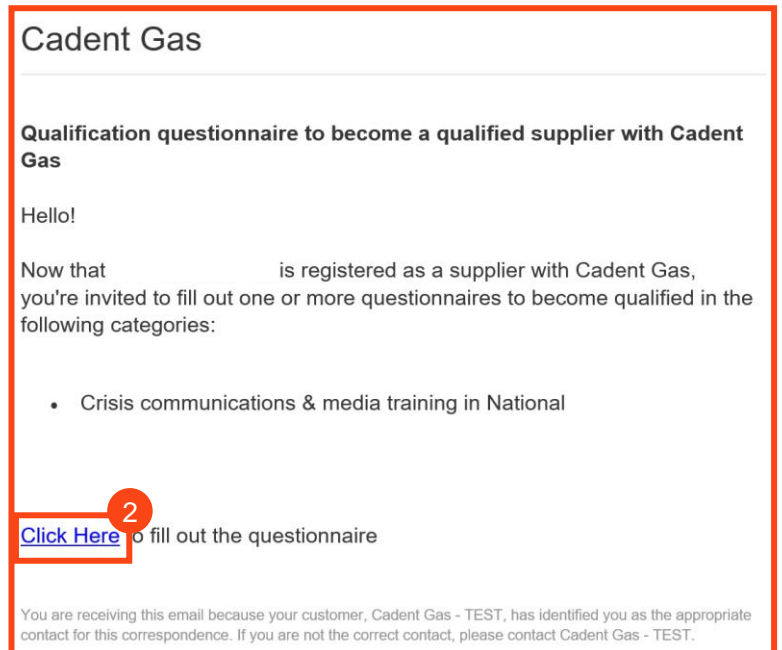 Cadent Gas
Qualification questionnaire to become a qualified supplier with Cadent
Gas
Hello!
Now that is registered as a supplier with Cadent Gas,
you're invited to fill out one or more questionnaires to become qualified in the
following categories:
• Crisis communications & media training in National
2
Click Here o fill out the questionnaire
You are receiving this email because your customer, Cadent Gas - TEST, has identified you as the appropriate
contact for this correspondence. If you are not the correct contact, please contact Cadent Gas - TEST.